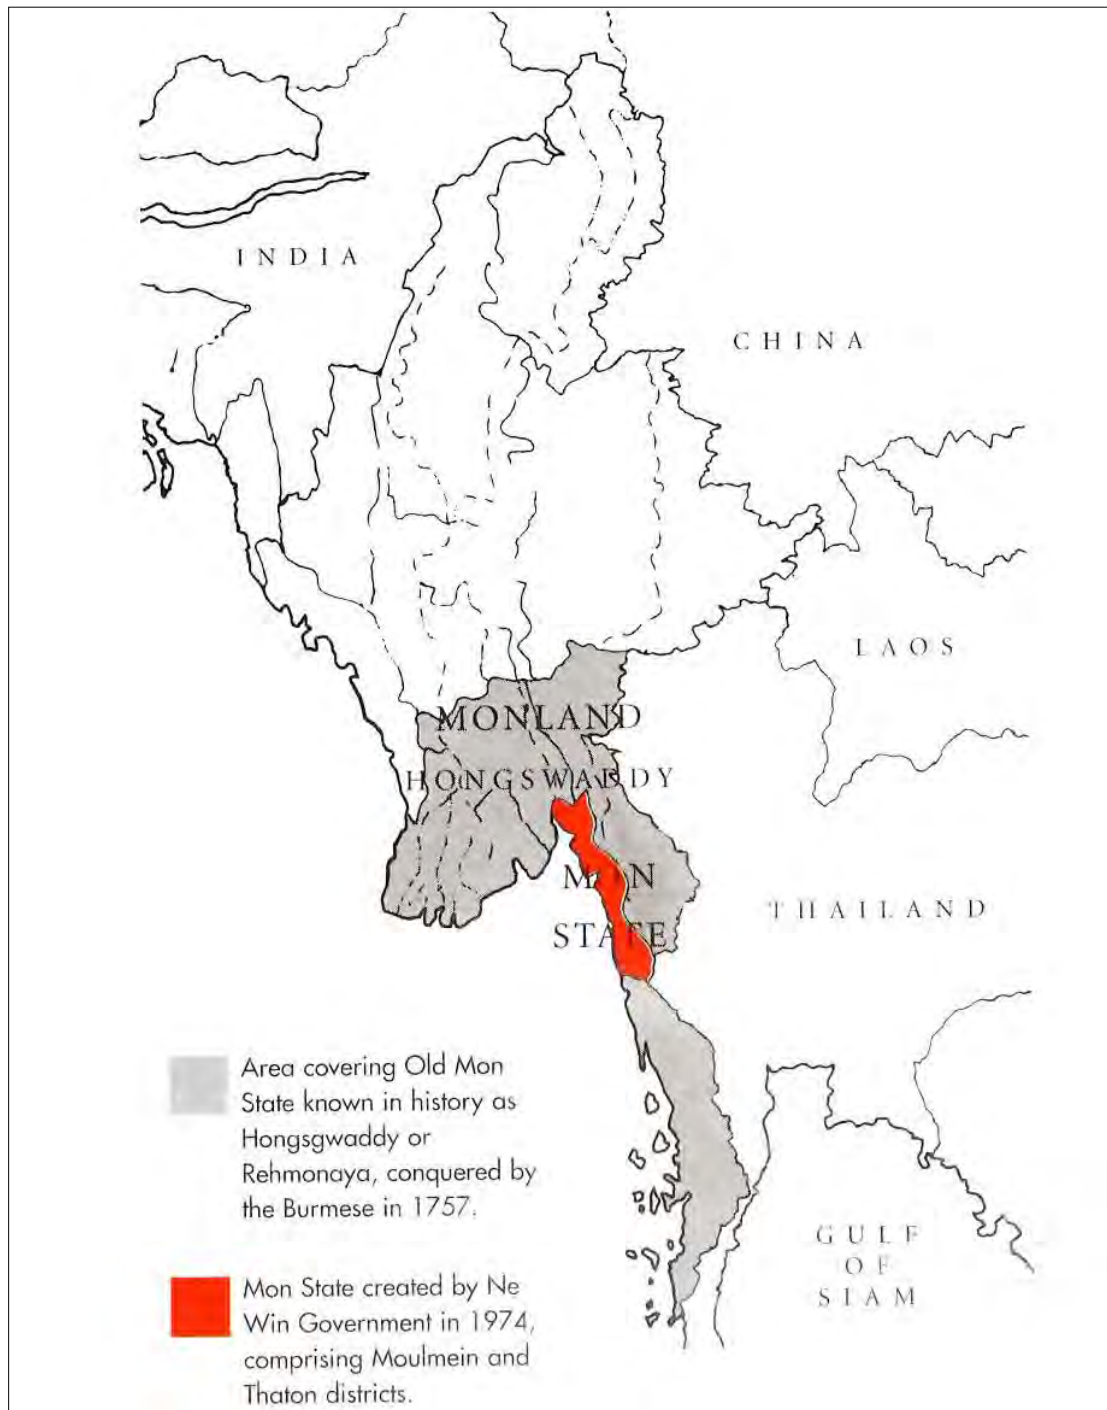 INDIA
CHINA
LAOS
MONLAND
HONGSWADDY
MON
STATE
THAILAND
Area covering Old Mon
State known in history as
Hongsgwaddy or
Rehmonaya, conquered by
the Burmese in 1757.
GULF
OF
SIAM
Mon State created by Ne
Win Government in 1974,
comprising Moulmein and
Thaton districts.